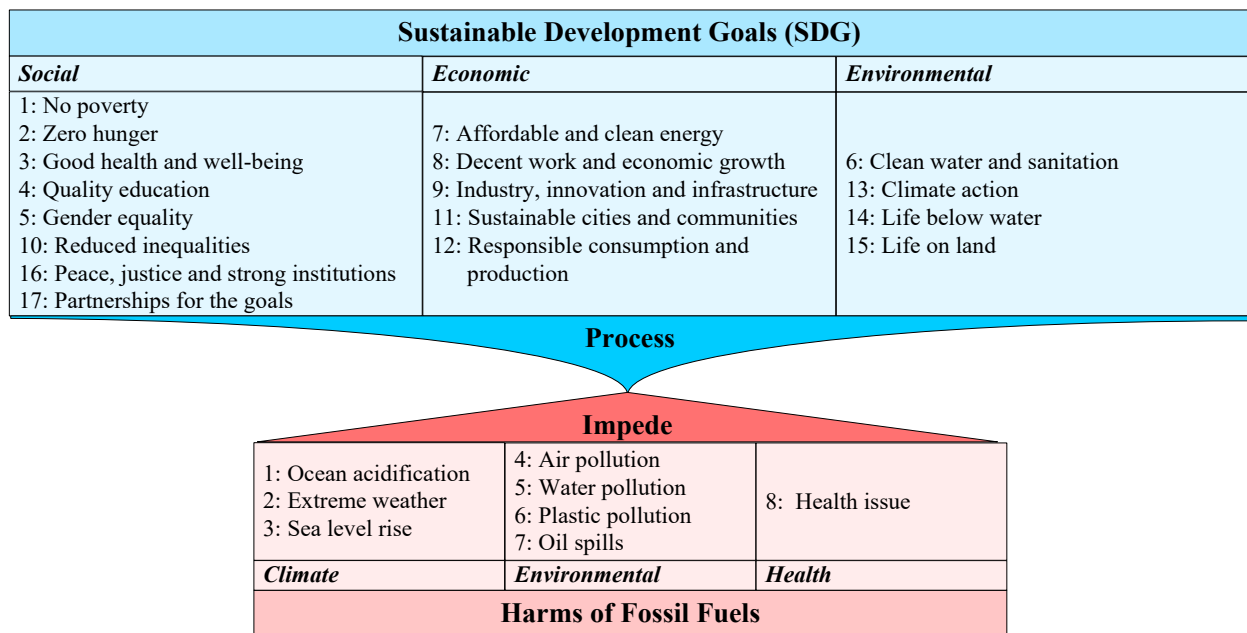 Sustainable Development Goals (SDG)
Social
1: No poverty
2: Zero hunger
3: Good health and well-being
4: Quality education
5: Gender equality
10: Reduced inequalities
16: Peace, justice and strong institutions
17: Partnerships for the goals
Economic
7: Affordable and clean energy
8: Decent work and economic growth
9: Industry, innovation and infrastructure
11: Sustainable cities and communities
12: Responsible consumption and
production
Environmental
6: Clean water and sanitation
13: Climate action
14: Life below water
15: Life on land
Process
Impede
1: Ocean acidification
2: Extreme weather
3: Sea level rise
Climate
4: Air pollution
5: Water pollution
6: Plastic pollution
7: Oil spills
Environmental
8: Health issue
Health
Harms of Fossil Fuels